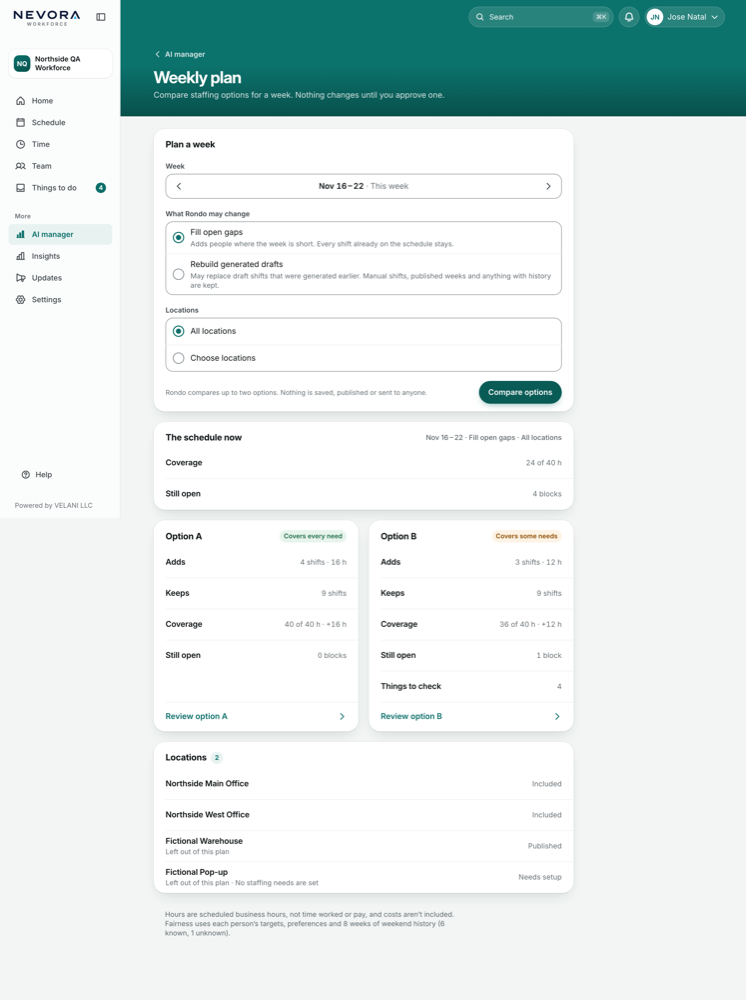 NEVORA
WORKFORCE
Search
⌘K
JN
Jose Natal
NQ
Northside QA
Workforce
Home
Schedule
Time
Team
Things to do
4
More
AI manager
Insights
Updates
Settings
Help
Powered by VELANI LLC
AI manager
Weekly plan
Compare staffing options for a week. Nothing changes until you approve one.
Plan a week
Week
Nov 16–22 · This week
What Rondo may change
Fill open gaps
Adds people where the week is short. Every shift already on the schedule stays.
Rebuild generated drafts
May replace draft shifts that were generated earlier. Manual shifts, published weeks and anything with history
are kept.
Locations
All locations
Choose locations
Rondo compares up to two options. Nothing is saved, published or sent to anyone.
Compare options
The schedule now
Nov 16–22 · Fill open gaps · All locations
Coverage
24 of 40 h
Still open
4 blocks
Option A
Covers every need
Adds
4 shifts · 16 h
Keeps
9 shifts
Coverage
40 of 40 h · +16 h
Still open
0 blocks
Review option A
Option B
Covers some needs
Adds
3 shifts · 12 h
Keeps
9 shifts
Coverage
36 of 40 h · +12 h
Still open
1 block
Things to check
4
Review option B
Locations
2
Northside Main Office
Included
Northside West Office
Included
Fictional Warehouse
Left out of this plan
Published
Fictional Pop-up
Left out of this plan · No staffing needs are set
Needs setup
Hours are scheduled business hours, not time worked or pay, and costs aren't included.
Fairness uses each person's targets, preferences and 8 weeks of weekend history (6
known, 1 unknown).